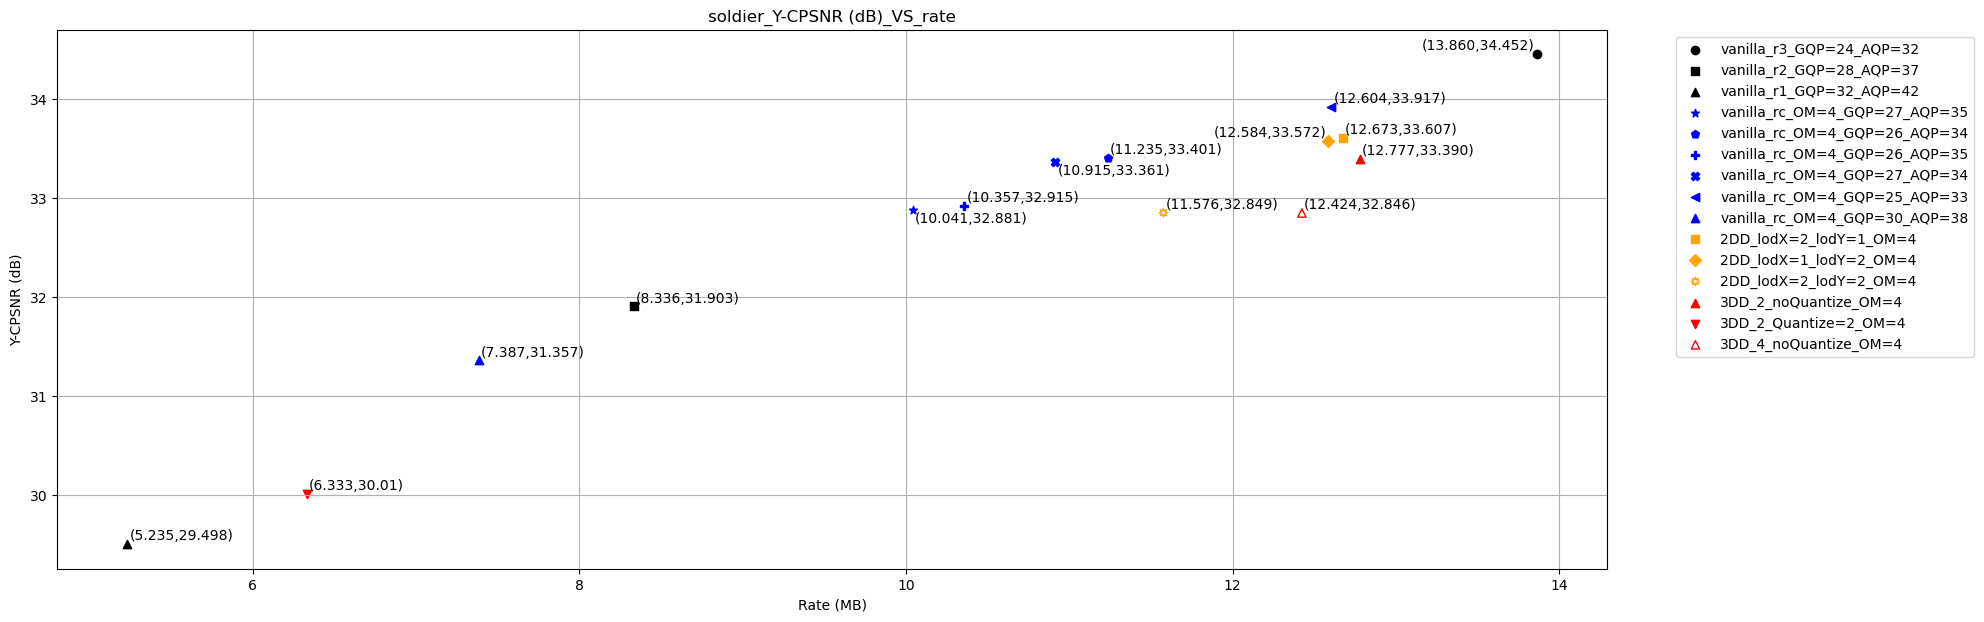 soldier_Y-CPSNR (dB)_VS_rate
Y-CPSNR (dB)
34
33
32
31
30
(13.860,34.452)
(12.604,33.917)
(12.584,33.572)
(12.673,33.607)
(12.777,33.390)
(11.235,33.401)
(10.915,33.361)
(10.357,32.915)
(10.041,32.881)
(11.576,32.849)
(12.424,32.846)
(8.336,31.903)
(7.387,31.357)
(6.333,30.01)
(5.235,29.498)
6
8
10
12
14
Rate (MB)
vanilla_r3_GQP=24_AQP=32
vanilla_r2_GQP=28_AQP=37
vanilla_r1_GQP=32_AQP=42
vanilla_rc_OM=4_GQP=27_AQP=35
vanilla_rc_OM=4_GQP=26_AQP=34
vanilla_rc_OM=4_GQP=26_AQP=35
vanilla_rc_OM=4_GQP=27_AQP=34
vanilla_rc_OM=4_GQP=25_AQP=33
vanilla_rc_OM=4_GQP=30_AQP=38
2DD_lodX=2_lodY=1_OM=4
2DD_lodX=1_lodY=2_OM=4
2DD_lodX=2_lodY=2_OM=4
3DD_2_noQuantize_OM=4
3DD_2_Quantize=2_OM=4
3DD_4_noQuantize_OM=4